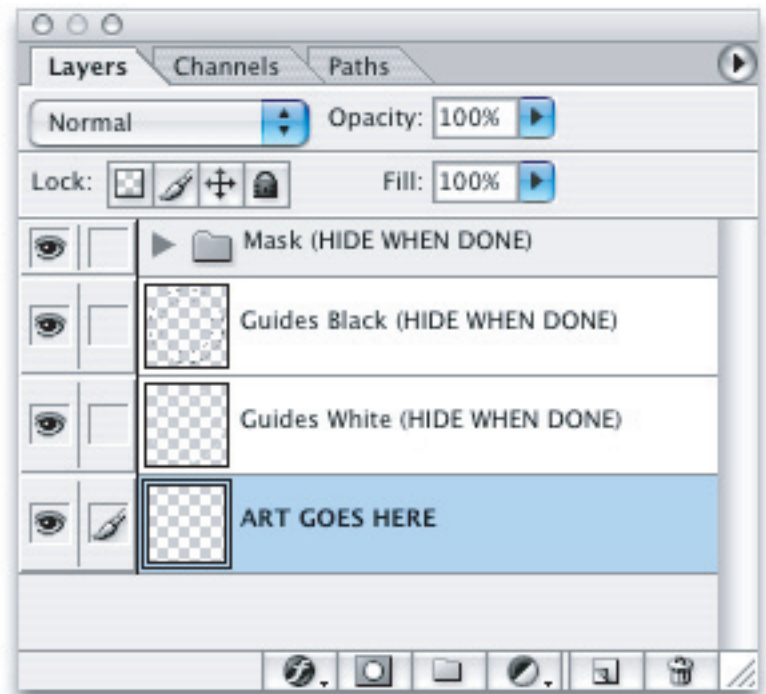 Layers Channels Paths
Normal Opacity: 100%
Lock: Fill: 100%
Mask (HIDE WHEN DONE)
Guides Black (HIDE WHEN DONE)
Guides White (HIDE WHEN DONE)
ART GOES HERE